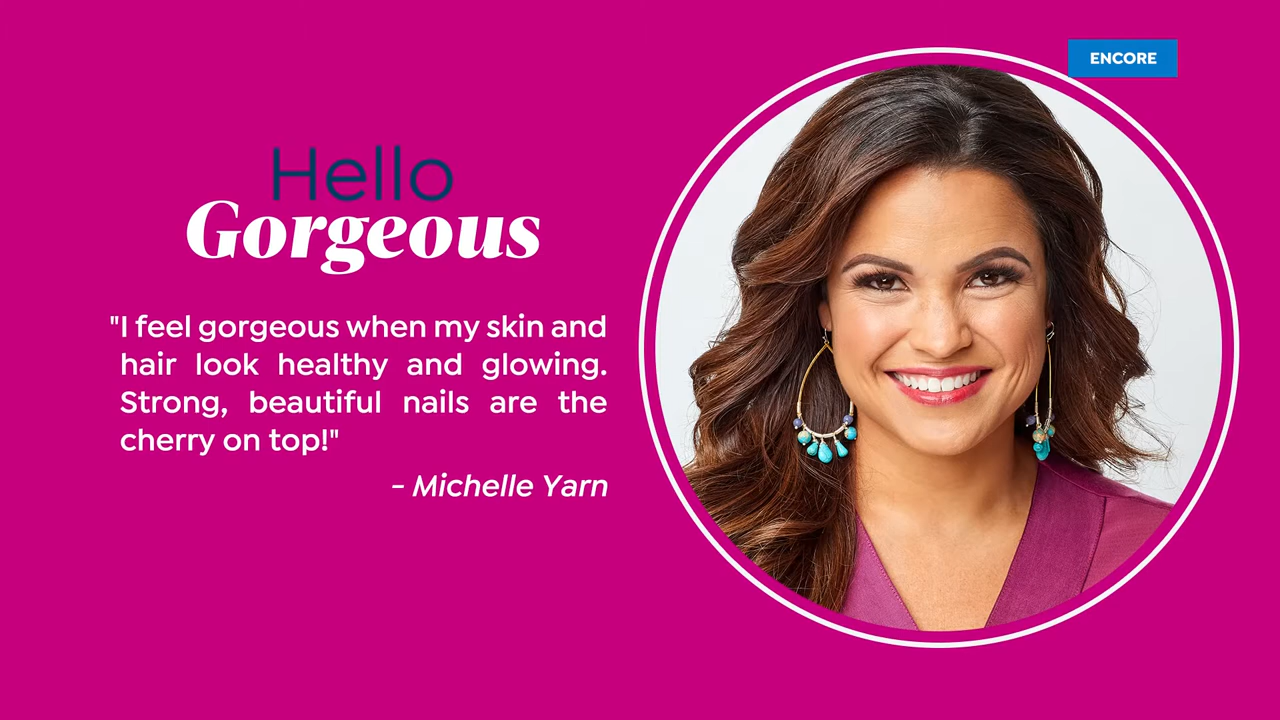 ENCORE
Hello
Gorgeous
"I feel gorgeous when my skin and
hair look healthy and glowing.
Strong, beautiful nails are the
cherry on top!"
- Michelle Yarn